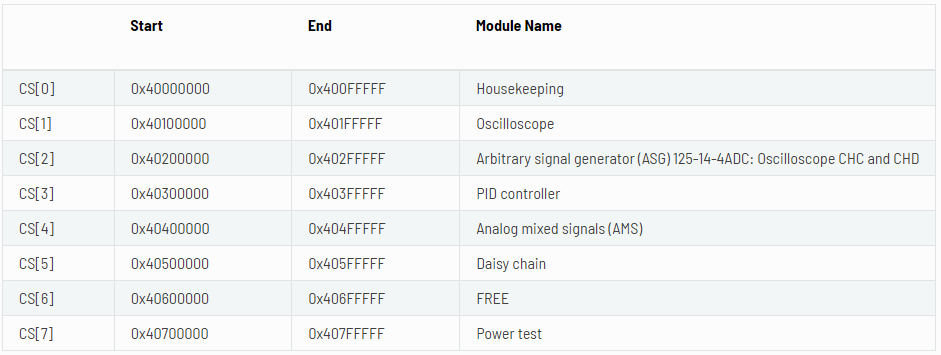 Start End Module Name
CS[0] 0x40000000 0x400FFFFF Housekeeping
CS[1] 0x40100000 0x401FFFFF Oscilloscope
CS[2] 0x40200000 0x402FFFFF Arbitrary signal generator (ASG) 125-14-4ADC: Oscilloscope CHC and CHD
CS[3] 0x40300000 0x403FFFFF PID controller
CS[4] 0x40400000 0x404FFFFF Analog mixed signals (AMS)
CS[5] 0x40500000 0x405FFFFF Daisy chain
CS[6] 0x40600000 0x406FFFFF FREE
CS[7] 0x40700000 0x407FFFFF Power test